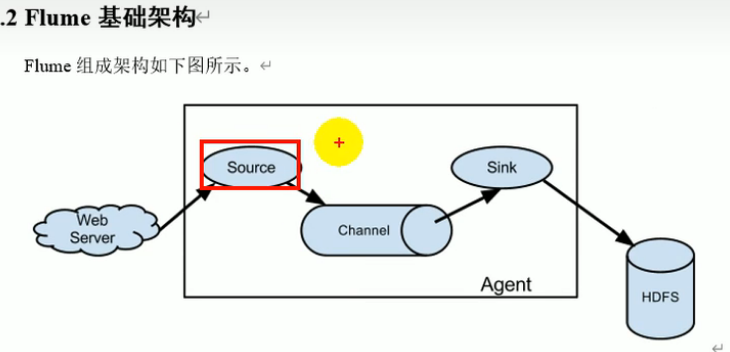 .2 Flume 基础架构↵
Flume 组成架构如下图所示。↵
Source
Sink
Web
Server
Channel
Agent
HDFS
↵